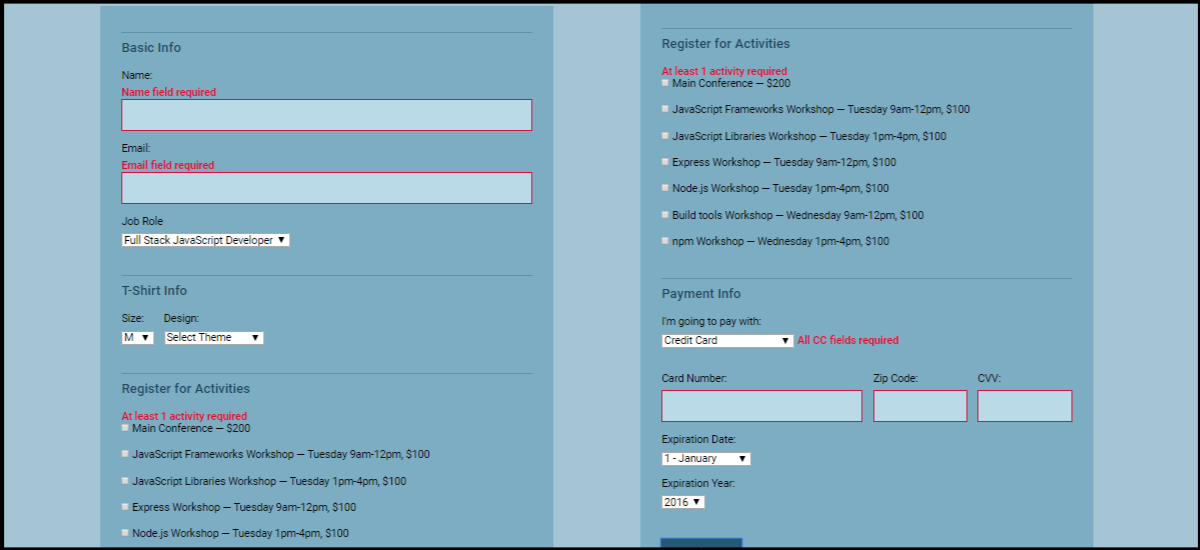 Basic Info
Name:
Name field required
Email:
Email field required
Job Role
Full Stack JavaScript Developer
T-Shirt Info
Size: Design:
M Select Theme
Register for Activities
At least 1 activity required
Main Conference — $200
JavaScript Frameworks Workshop — Tuesday 9am-12pm, $100
JavaScript Libraries Workshop — Tuesday 1pm-4pm, $100
Express Workshop — Tuesday 9am-12pm, $100
Node.js Workshop — Tuesday 1pm-4pm, $100
Register for Activities
At least 1 activity required
Main Conference — $200
JavaScript Frameworks Workshop — Tuesday 9am-12pm, $100
JavaScript Libraries Workshop — Tuesday 1pm-4pm, $100
Express Workshop — Tuesday 9am-12pm, $100
Node.js Workshop — Tuesday 1pm-4pm, $100
Build tools Workshop — Wednesday 9am-12pm, $100
npm Workshop — Wednesday 1pm-4pm, $100
Payment Info
I'm going to pay with:
Credit Card All CC fields required
Card Number: Zip Code: CVV:
Expiration Date:
1 - January
Expiration Year:
2016